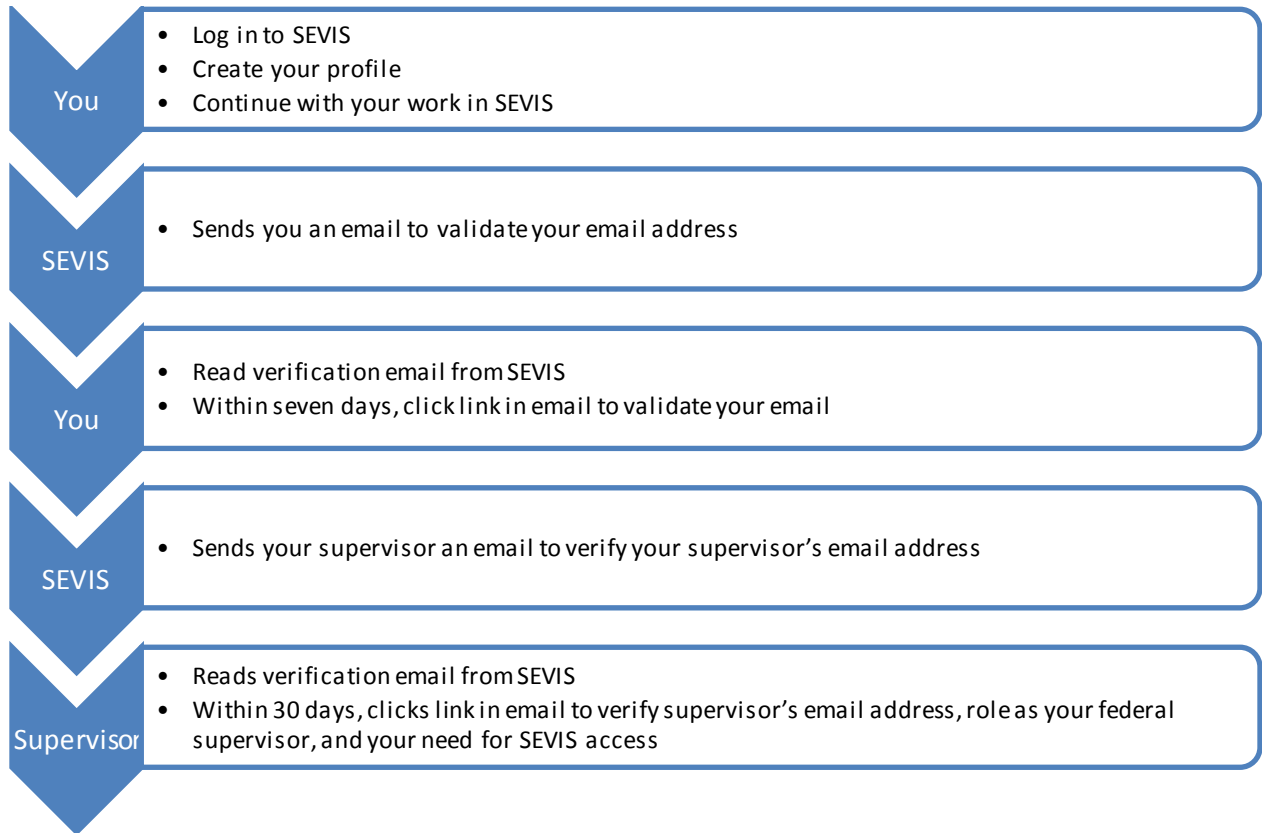 You
• Log in to SEVIS
• Create your profile
• Continue with your work in SEVIS
SEVIS
• Sends you an email to validate your email address
You
• Read verification email from SEVIS
• Within seven days, click link in email to validate your email
SEVIS
• Sends your supervisor an email to verify your supervisor’s email address
Supervisor
• Reads verification email from SEVIS
• Within 30 days, clicks link in email to verify supervisor’s email address, role as your federal
supervisor, and your need for SEVIS access